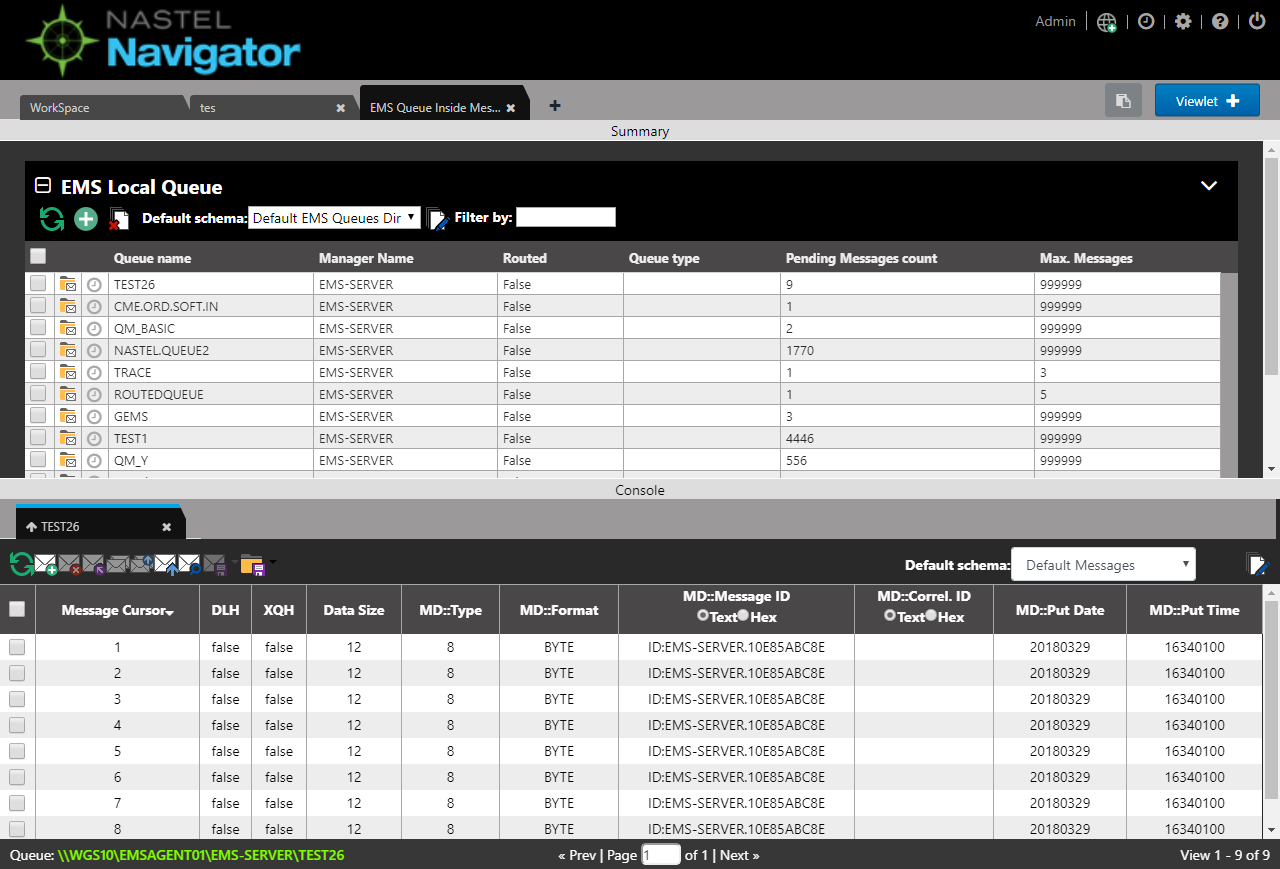 NASTEL
Navigator
Admin
WorkSpace
tes
EMS Queue Inside Mes...
Viewlet
Summary
EMS Local Queue
Default schema: Default EMS Queues Dir Filter by:
Queue name Manager Name Routed Queue type Pending Messages count Max. Messages
TEST26 EMS-SERVER False 9 999999
CME.ORD.SOFT.IN EMS-SERVER False 1 999999
QM_BASIC EMS-SERVER False 2 999999
NASTEL.QUEUE2 EMS-SERVER False 1770 999999
TRACE EMS-SERVER False 1 3
ROUTEDQUEUE EMS-SERVER False 1 5
GEMS EMS-SERVER False 3 999999
TEST1 EMS-SERVER False 4446 999999
QM_Y EMS-SERVER False 556 999999
Console
TEST26
Default schema: Default Messages
Message Cursor DLH XQH Data Size MD::Type MD::Format MD::Message ID Text Hex MD::Correl. ID Text Hex MD::Put Date MD::Put Time
1 false false 12 8 BYTE ID:EMS-SERVER.10E85ABC8E 20180329 16340100
2 false false 12 8 BYTE ID:EMS-SERVER.10E85ABC8E 20180329 16340100
3 false false 12 8 BYTE ID:EMS-SERVER.10E85ABC8E 20180329 16340100
4 false false 12 8 BYTE ID:EMS-SERVER.10E85ABC8E 20180329 16340100
5 false false 12 8 BYTE ID:EMS-SERVER.10E85ABC8E 20180329 16340100
6 false false 12 8 BYTE ID:EMS-SERVER.10E85ABC8E 20180329 16340100
7 false false 12 8 BYTE ID:EMS-SERVER.10E85ABC8E 20180329 16340100
8 false false 12 8 BYTE ID:EMS-SERVER.10E85ABC8E 20180329 16340100
Queue: \\WGS10\EMSAGENT01\EMS-SERVER\TEST26 « Prev | Page 1 of 1 | Next » View 1 - 9 of 9